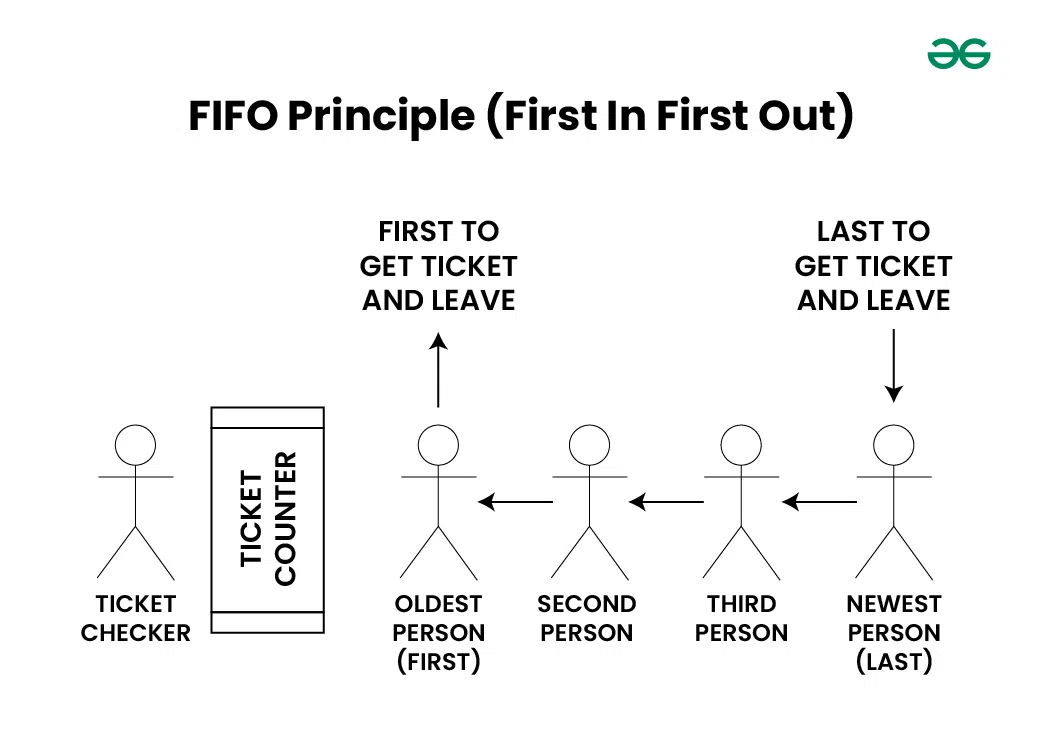 FIFO Principle (First In First Out)
FIRST TO
GET TICKET
AND LEAVE
LAST TO
GET TICKET
AND LEAVE
TICKET
COUNTER
TICKET
CHECKER
OLDEST
PERSON
(FIRST)
SECOND
PERSON
THIRD
PERSON
NEWEST
PERSON
(LAST)